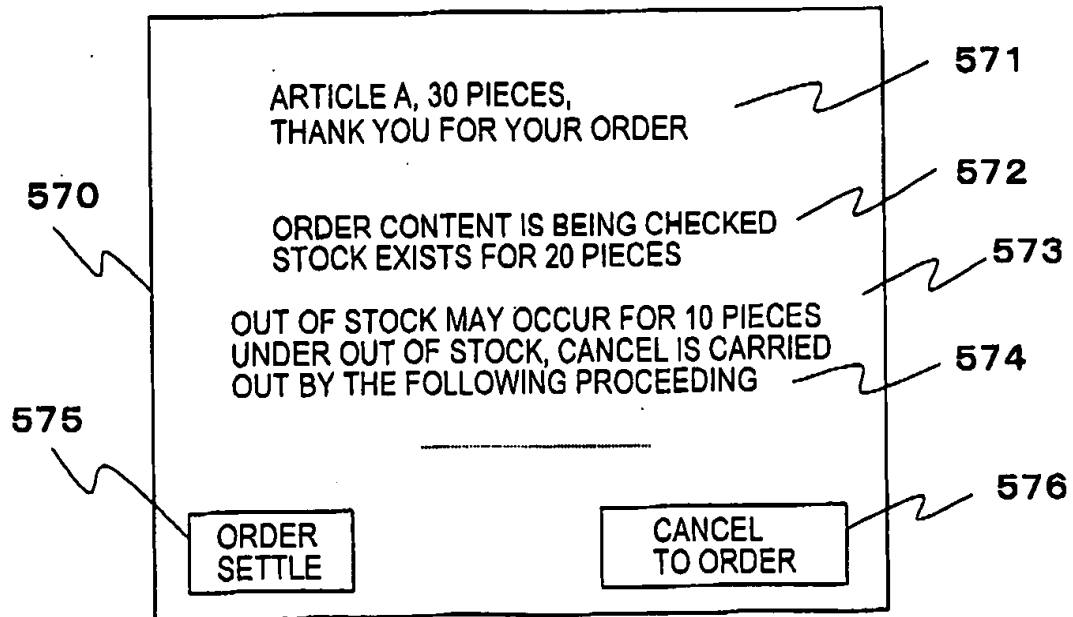 571
ARTICLE A, 30 PIECES,
THANK YOU FOR YOUR ORDER
572
570
ORDER CONTENT IS BEING CHECKED
STOCK EXISTS FOR 20 PIECES
573
OUT OF STOCK MAY OCCUR FOR 10 PIECES
UNDER OUT OF STOCK, CANCEL IS CARRIED
OUT BY THE FOLLOWING PROCEEDING
574
575
576
ORDER
SETTLE
CANCEL
TO ORDER